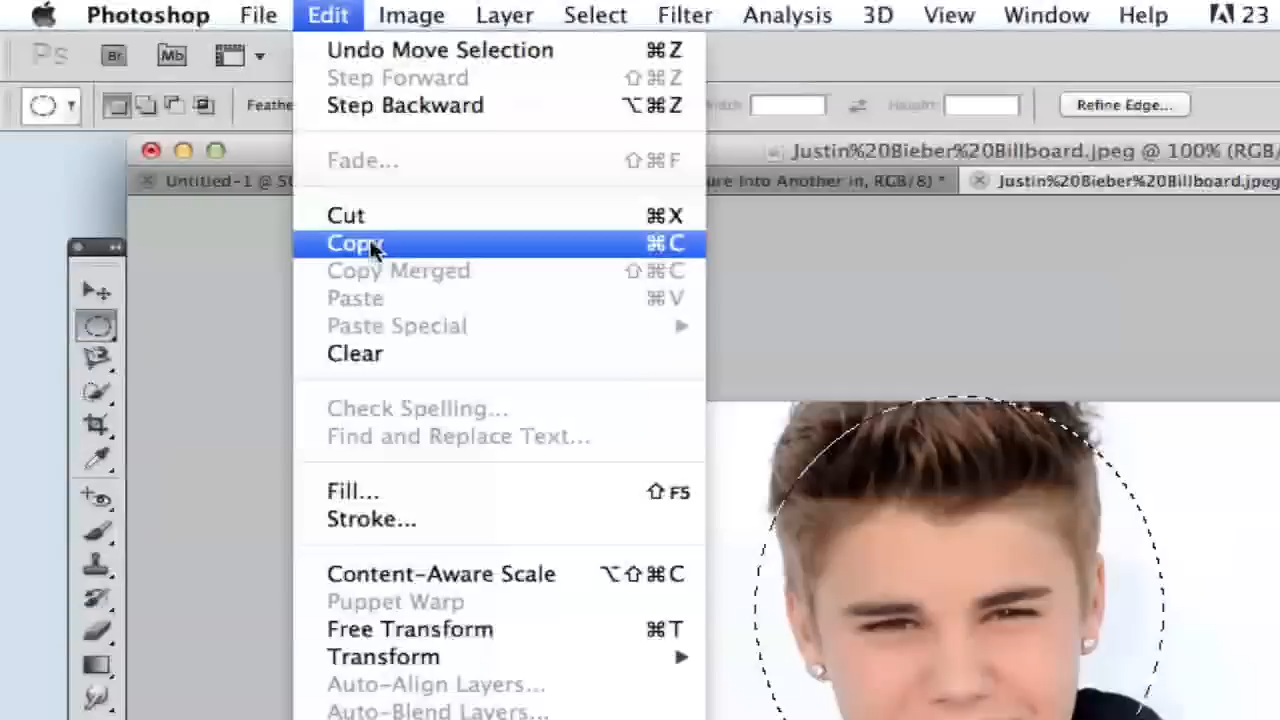 Photoshop File Edit Image Layer Select Filter Analysis 3D View Window Help 23
Ps Br Mb
Feathe Refine Edge...
Justin%20Bieber%20Billboard.jpeg @ 100% (RGB/
Untitled-1 @ 50 ure Into Another in, RGB/8) * Justin%20Bieber%20Billboard.jpeg
Undo Move Selection ⌘Z
Step Forward ⇧⌘Z
Step Backward ⌥⌘Z
Fade... ⇧⌘F
Cut ⌘X
Copy ⌘C
Copy Merged ⇧⌘C
Paste ⌘V
Paste Special ▶
Clear
Check Spelling...
Find and Replace Text...
Fill... ⇧F5
Stroke...
Content-Aware Scale ⌥⇧⌘C
Puppet Warp
Free Transform ⌘T
Transform ▶
Auto-Align Layers...
Auto-Blend Layers...